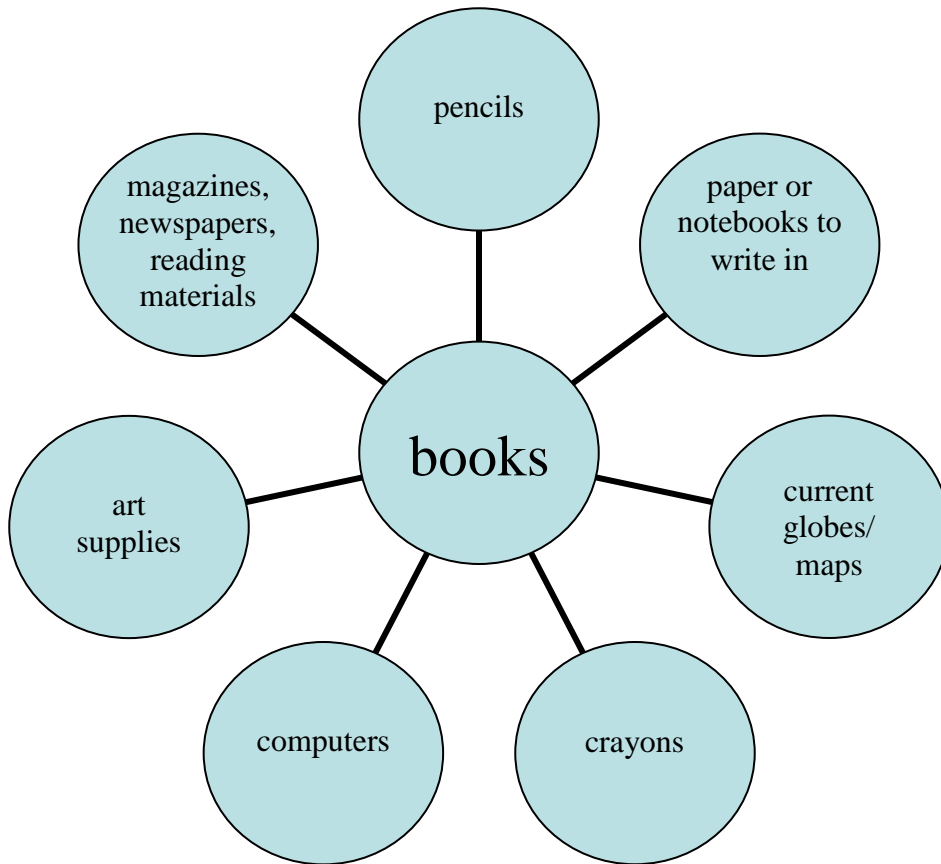 pencils
magazines,
newspapers,
reading
materials
paper or
notebooks to
write in
books
art
supplies
current
globes/
maps
computers
crayons